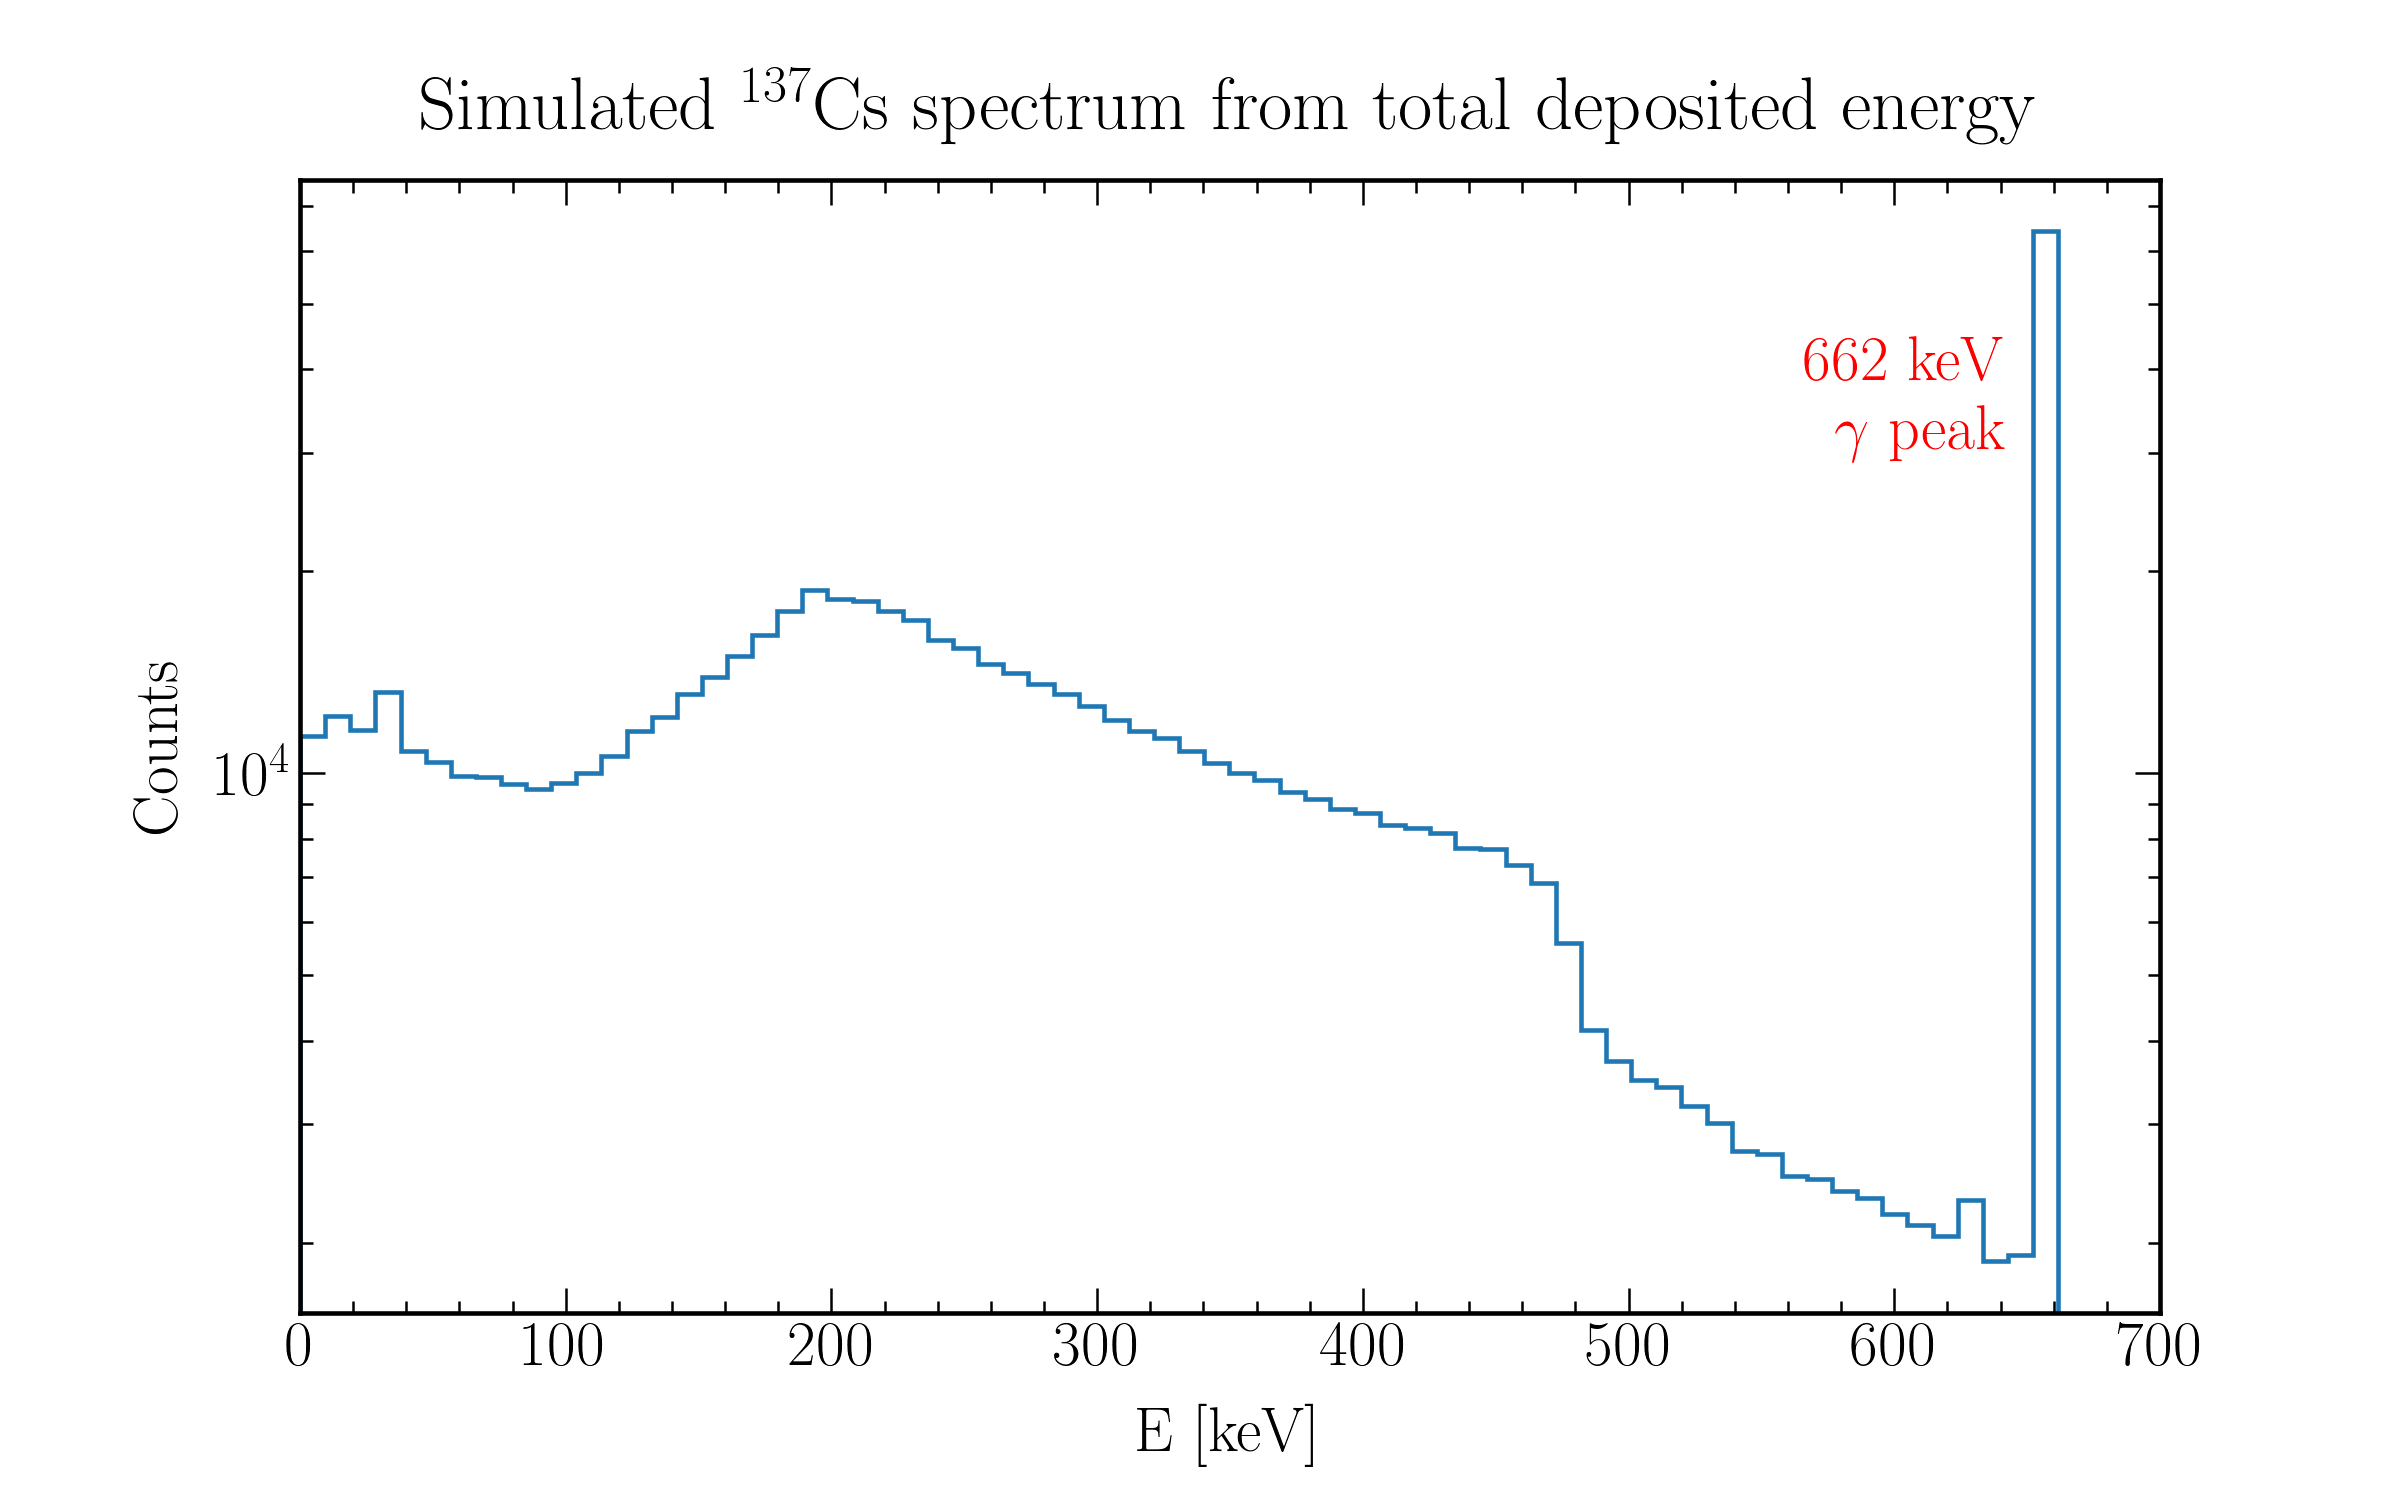 Simulated ¹³⁷Cs spectrum from total deposited energy
662 keV
γ peak
Counts
10⁴
0 100 200 300 400 500 600 700
E [keV]